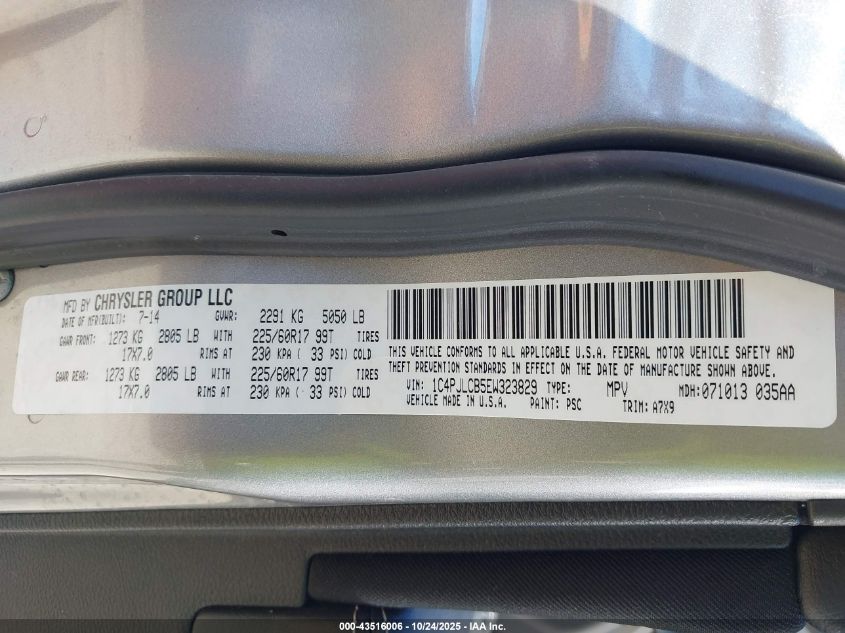 MFD BY CHRYSLER GROUP LLC
DATE OF MFR(BUILT): 7-14 GVWR: 2291 KG 5050 LB
GAWR FRONT: 1273 KG 2805 LB WITH 225/60R17 99T TIRES
17X7.0 RIMS AT 230 KPA ( 33 PSI) COLD
GAWR REAR: 1273 KG 2805 LB WITH 225/60R17 99T TIRES
17X7.0 RIMS AT 230 KPA ( 33 PSI) COLD
THIS VEHICLE CONFORMS TO ALL APPLICABLE U.S.A. FEDERAL MOTOR VEHICLE SAFETY AND
THEFT PREVENTION STANDARDS IN EFFECT ON THE DATE OF MANUFACTURE SHOWN ABOVE.
VIN: 1C4PJLCB5EW323829 TYPE: MPV MDH: 071013 035AA
VEHICLE MADE IN U.S.A. PAINT: PSC TRIM: A7X9
000-43516006 • 10/24/2025 • IAA Inc.